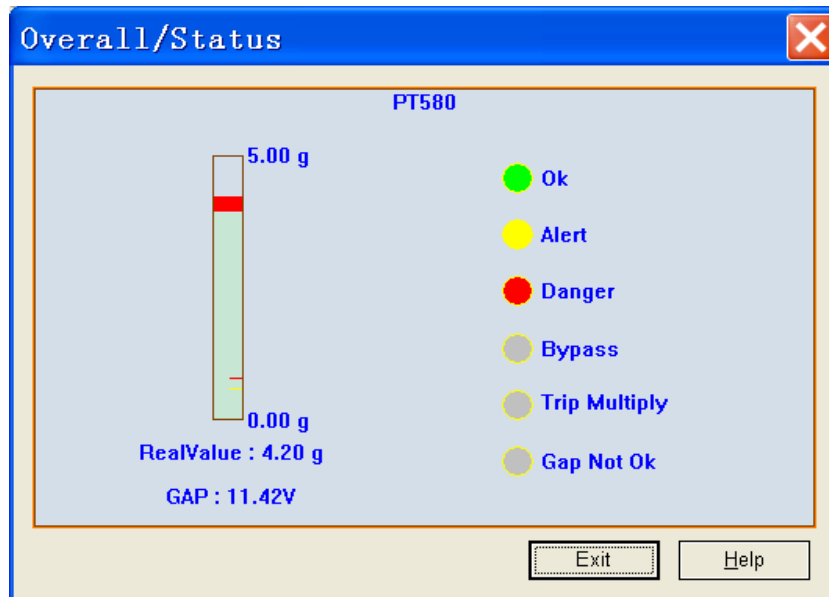 Overall/Status
PT580
5.00 g
0.00 g
RealValue : 4.20 g
GAP : 11.42V
Ok
Alert
Danger
Bypass
Trip Multiply
Gap Not Ok
Exit
Help